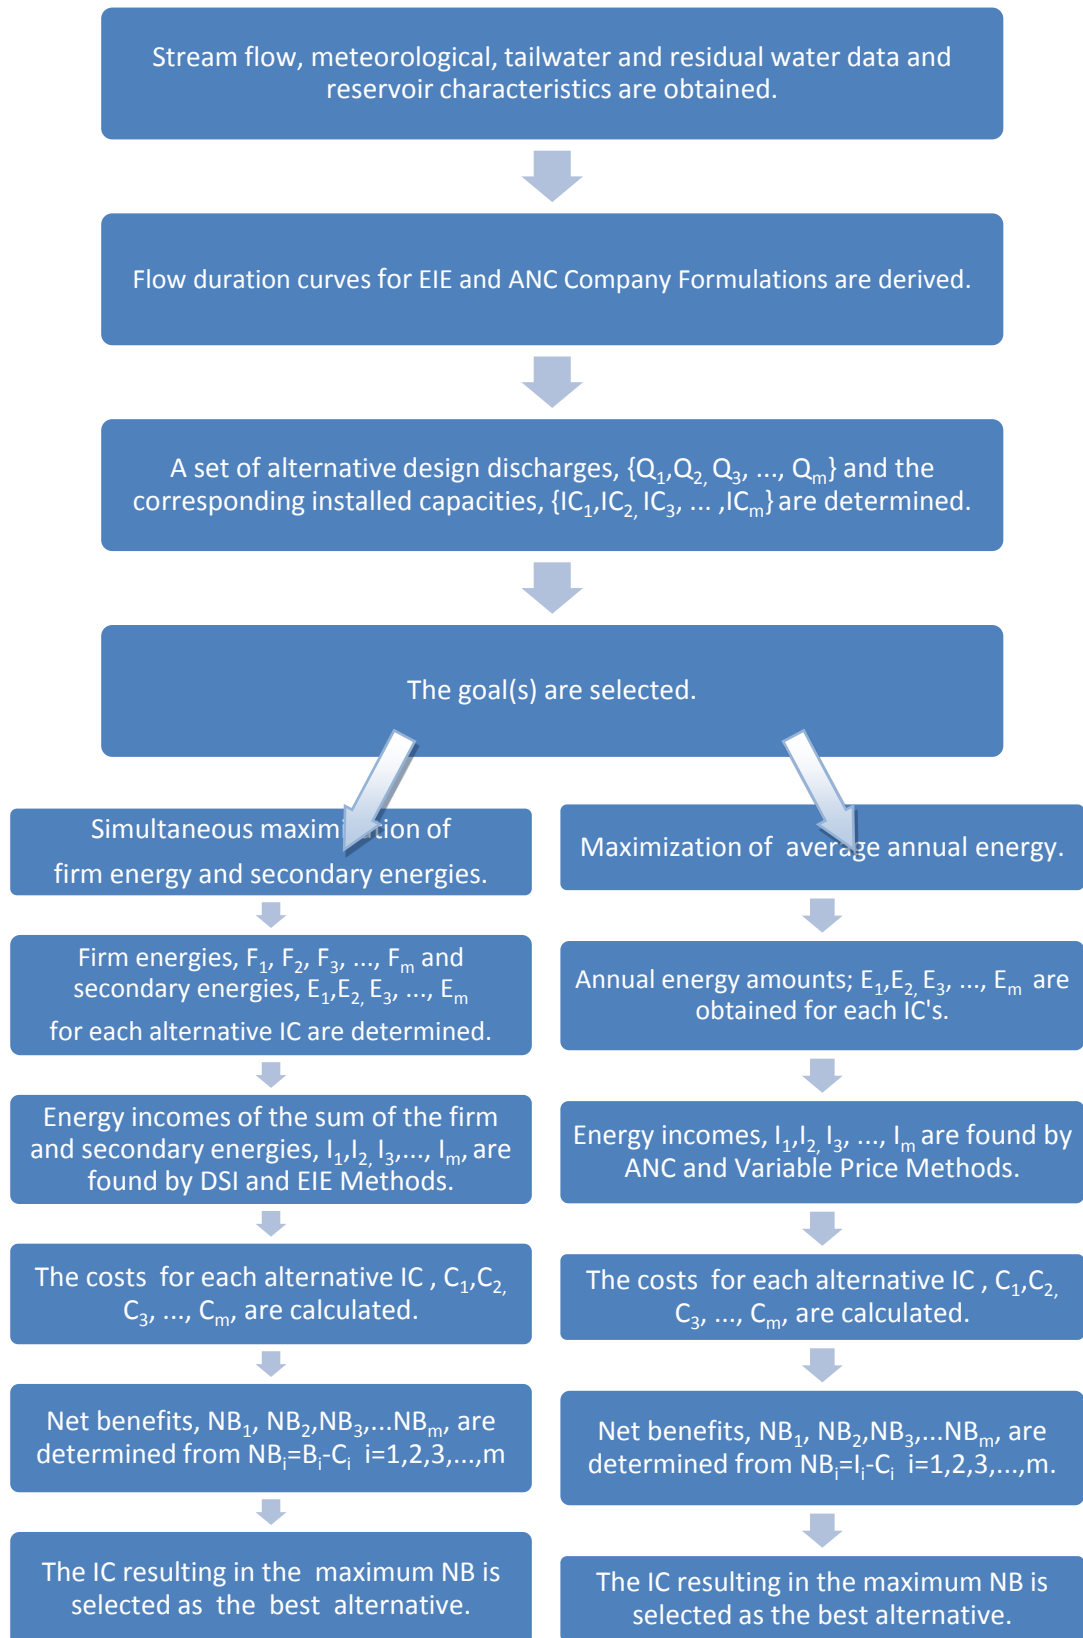 Stream flow, meteorological, tailwater and residual water data and
reservoir characteristics are obtained.
Flow duration curves for EIE and ANC Company Formulations are derived.
A set of alternative design discharges, {Q₁,Q₂, Q₃, ..., Qₘ} and the
corresponding installed capacities, {IC₁,IC₂, IC₃, ... ,ICₘ} are determined.
The goal(s) are selected.
Simultaneous maximization of
firm energy and secondary energies.
Firm energies, F₁, F₂, F₃, ..., Fₘ and
secondary energies, E₁,E₂, E₃, ..., Eₘ
for each alternative IC are determined.
Energy incomes of the sum of the firm
and secondary energies, I₁,I₂, I₃,..., Iₘ, are
found by DSI and EIE Methods.
The costs for each alternative IC , C₁,C₂,
C₃, ..., Cₘ, are calculated.
Net benefits, NB₁, NB₂,NB₃,...NBₘ, are
determined from NBᵢ=Bᵢ-Cᵢ i=1,2,3,...,m
The IC resulting in the maximum NB is
selected as the best alternative.
Maximization of average annual energy.
Annual energy amounts; E₁,E₂, E₃, ..., Eₘ are
obtained for each IC's.
Energy incomes, I₁,I₂, I₃, ..., Iₘ are found by
ANC and Variable Price Methods.
The costs for each alternative IC , C₁,C₂,
C₃, ..., Cₘ, are calculated.
Net benefits, NB₁, NB₂,NB₃,...NBₘ, are
determined from NBᵢ=Iᵢ-Cᵢ i=1,2,3,...,m.
The IC resulting in the maximum NB is
selected as the best alternative.